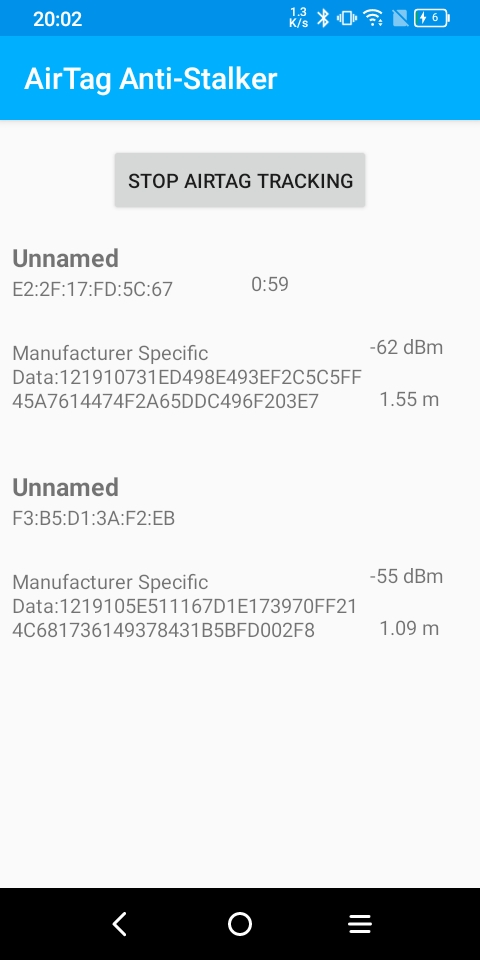 20:02
1.3
K/s
6
AirTag Anti-Stalker
STOP AIRTAG TRACKING
Unnamed
E2:2F:17:FD:5C:67
0:59
Manufacturer Specific
-62 dBm
Data:121910731ED498E493EF2C5C5FF
45A7614474F2A65DDC496F203E7
1.55 m
Unnamed
F3:B5:D1:3A:F2:EB
Manufacturer Specific
-55 dBm
Data:1219105E511167D1E173970FF21
4C681736149378431B5BFD002F8
1.09 m